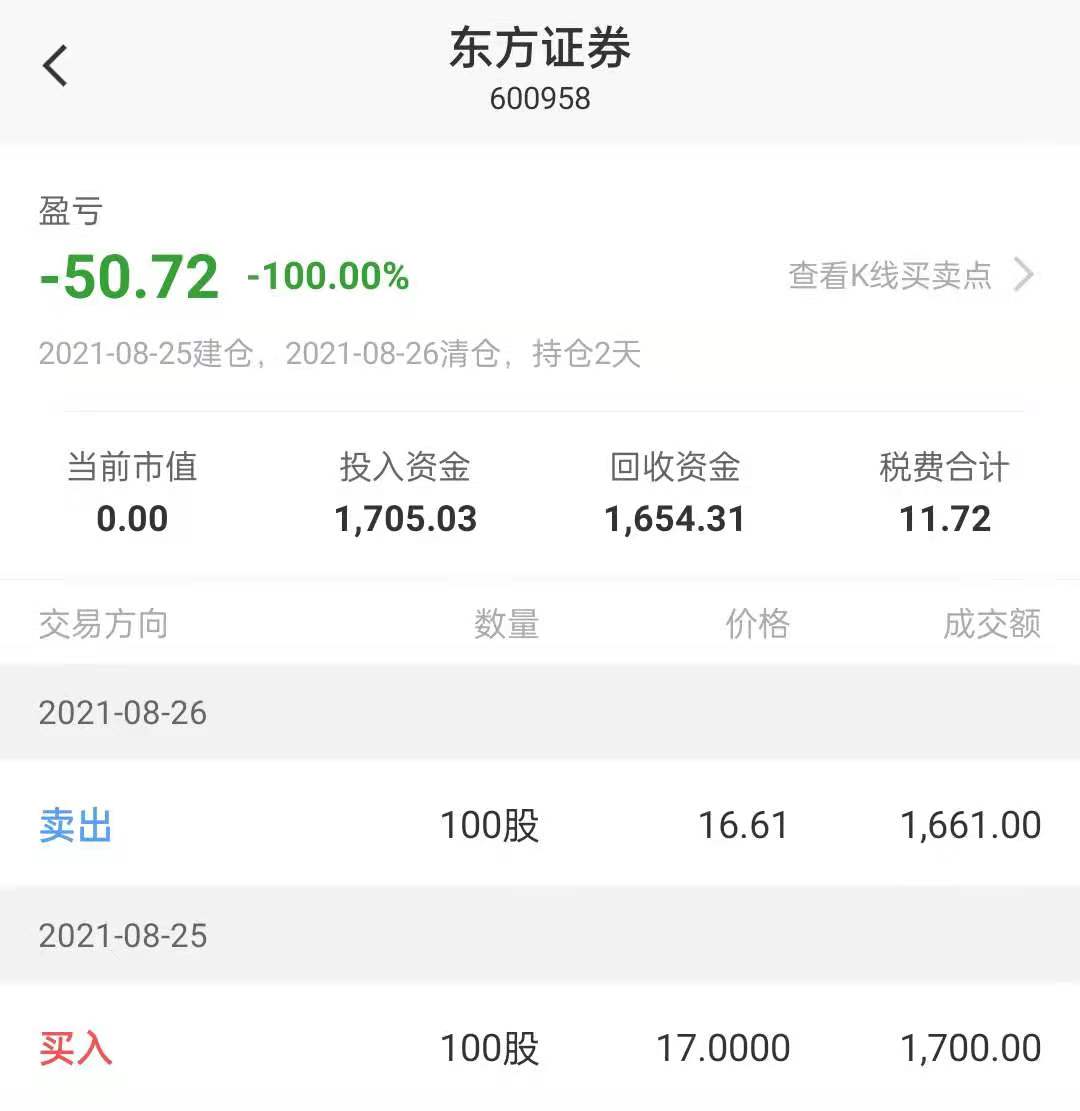 东方证券
600958
盈亏
-50.72 -100.00% 查看K线买卖点
2021-08-25建仓，2021-08-26清仓，持仓2天
当前市值 投入资金 回收资金 税费合计
0.00 1,705.03 1,654.31 11.72
交易方向 数量 价格 成交额
2021-08-26
卖出 100股 16.61 1,661.00
2021-08-25
买入 100股 17.0000 1,700.00